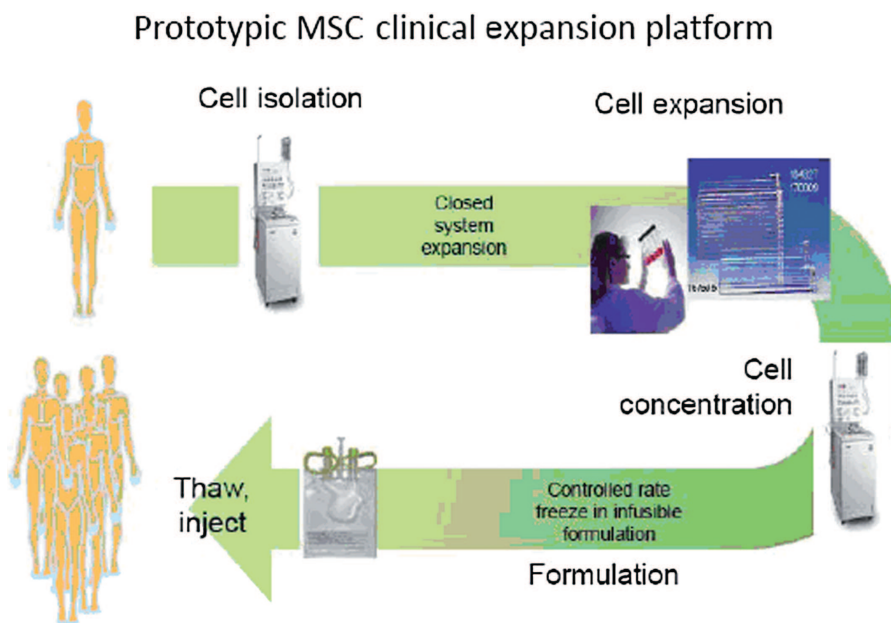 Prototypic MSC clinical expansion platform
Cell isolation
Cell expansion
Closed
system
expansion
Cell
concentration
Thaw,
inject
Controlled rate
freeze in infusible
formulation
Formulation